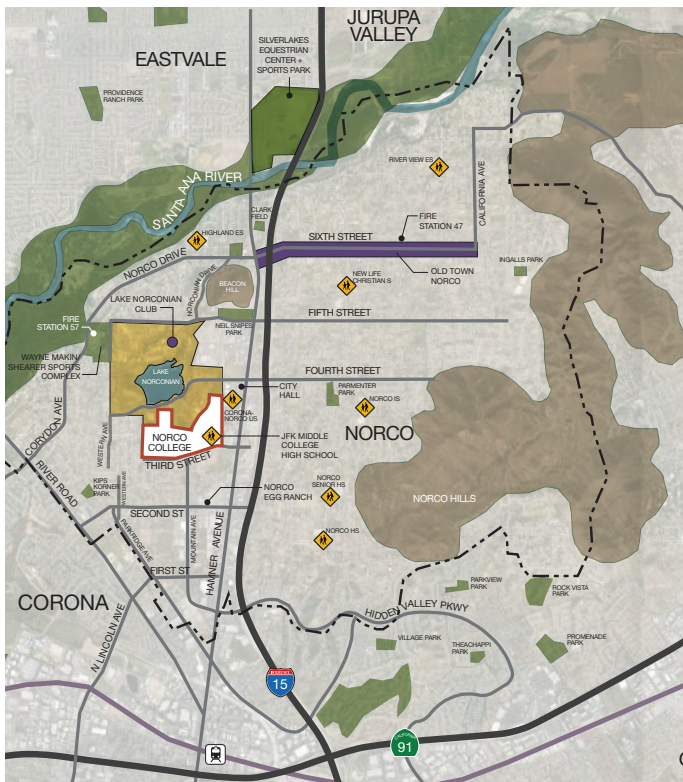 JURUPA
VALLEY
EASTVALE
SILVERLAKES
EQUESTRIAN
CENTER +
SPORTS PARK
PROVIDENCE
RANCH PARK
SANTA ANA RIVER
RIVER VIEW ES
CALIFORNIA AVE
CLARK
FIELD
FIRE
STATION 47
HIGHLAND ES
SIXTH STREET
NORCO DRIVE
NORCONIAN DRIVE
OLD TOWN
NORCO
INGALLS PARK
BEACON
HILL
NEW LIFE
CHRISTIAN S
LAKE NORCONIAN
CLUB
FIFTH STREET
FIRE
STATION 57
NEIL SNIPES
PARK
WAYNE MAKIN/
SHEARER SPORTS
COMPLEX
LAKE
NORCONIAN
FOURTH STREET
CITY
HALL
PARMENTER
PARK
NORCO IS
CORONA-
NORCO US
CORYDON AVE
NORCO
COLLEGE
NORCO
JFK MIDDLE
COLLEGE
HIGH SCHOOL
WESTERN AVE
THIRD STREET
RIVER ROAD
KIPS
KORNER
PARK
WESTERN AVE
NORCO
EGG RANCH
NORCO
SENIOR HS
NORCO HILLS
SECOND ST
PARKRIDGE AVE
MOUNTAIN AVE
HAMNER AVENUE
NORCO HS
FIRST ST
PARKVIEW
PARK
ROCK VISTA
PARK
CORONA
N LINCOLN AVE
HIDDEN VALLEY PKWY
VILLAGE PARK
THEACHAPPI
PARK
PROMENADE
PARK
INTERSTATE
15
CALIFORNIA
91